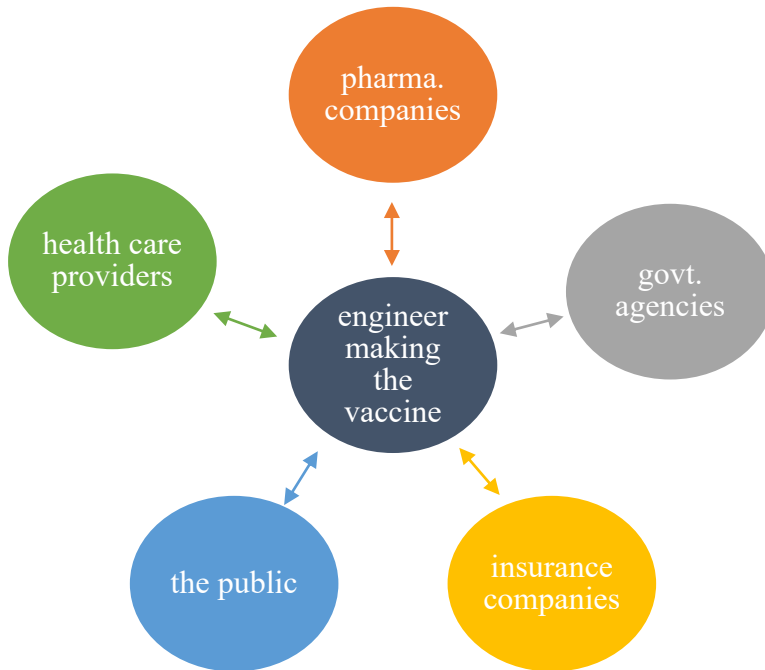 pharma.
companies
health care
providers
govt.
agencies
engineer
making
the
vaccine
the public
insurance
companies